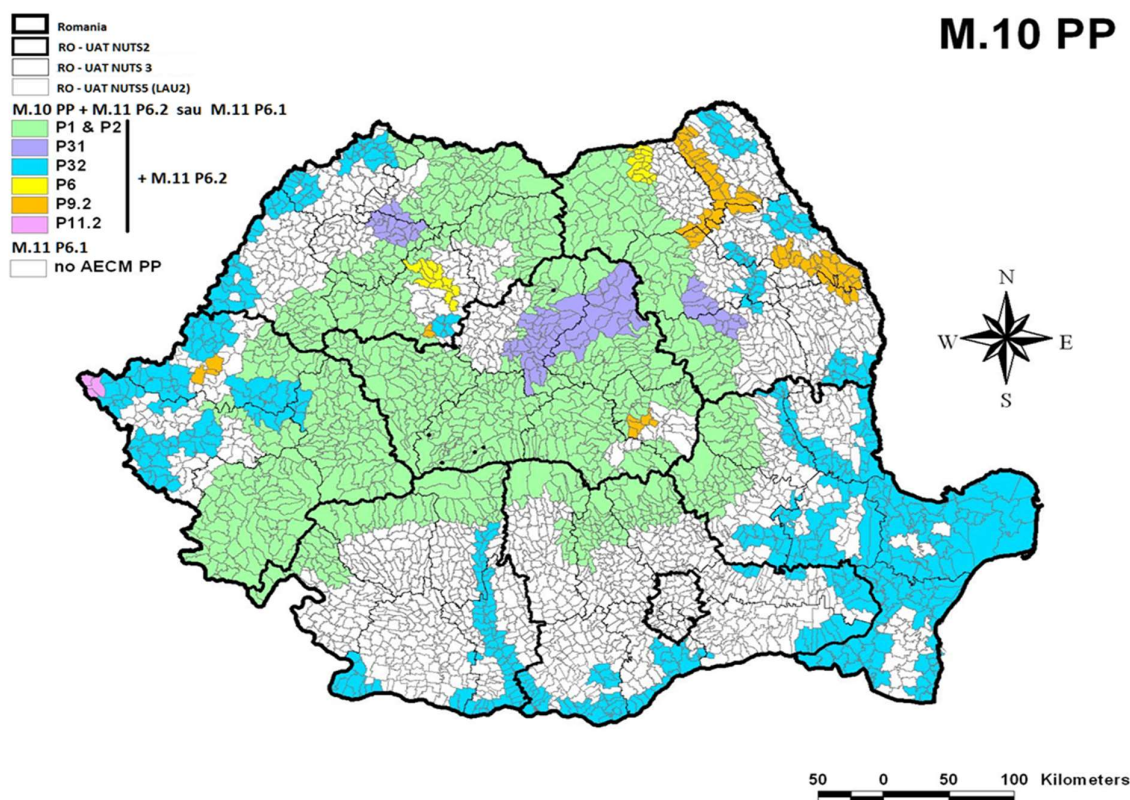 M.10 PP
Romania
RO - UAT NUTS2
RO - UAT NUTS 3
RO - UAT NUTS5 (LAU2)
M.10 PP + M.11 P6.2 sau M.11 P6.1
P1 & P2
P31
P32
P6
P9.2
P11.2
+ M.11 P6.2
M.11 P6.1
no AECM PP
N
W E
S
50 0 50 100 Kilometers